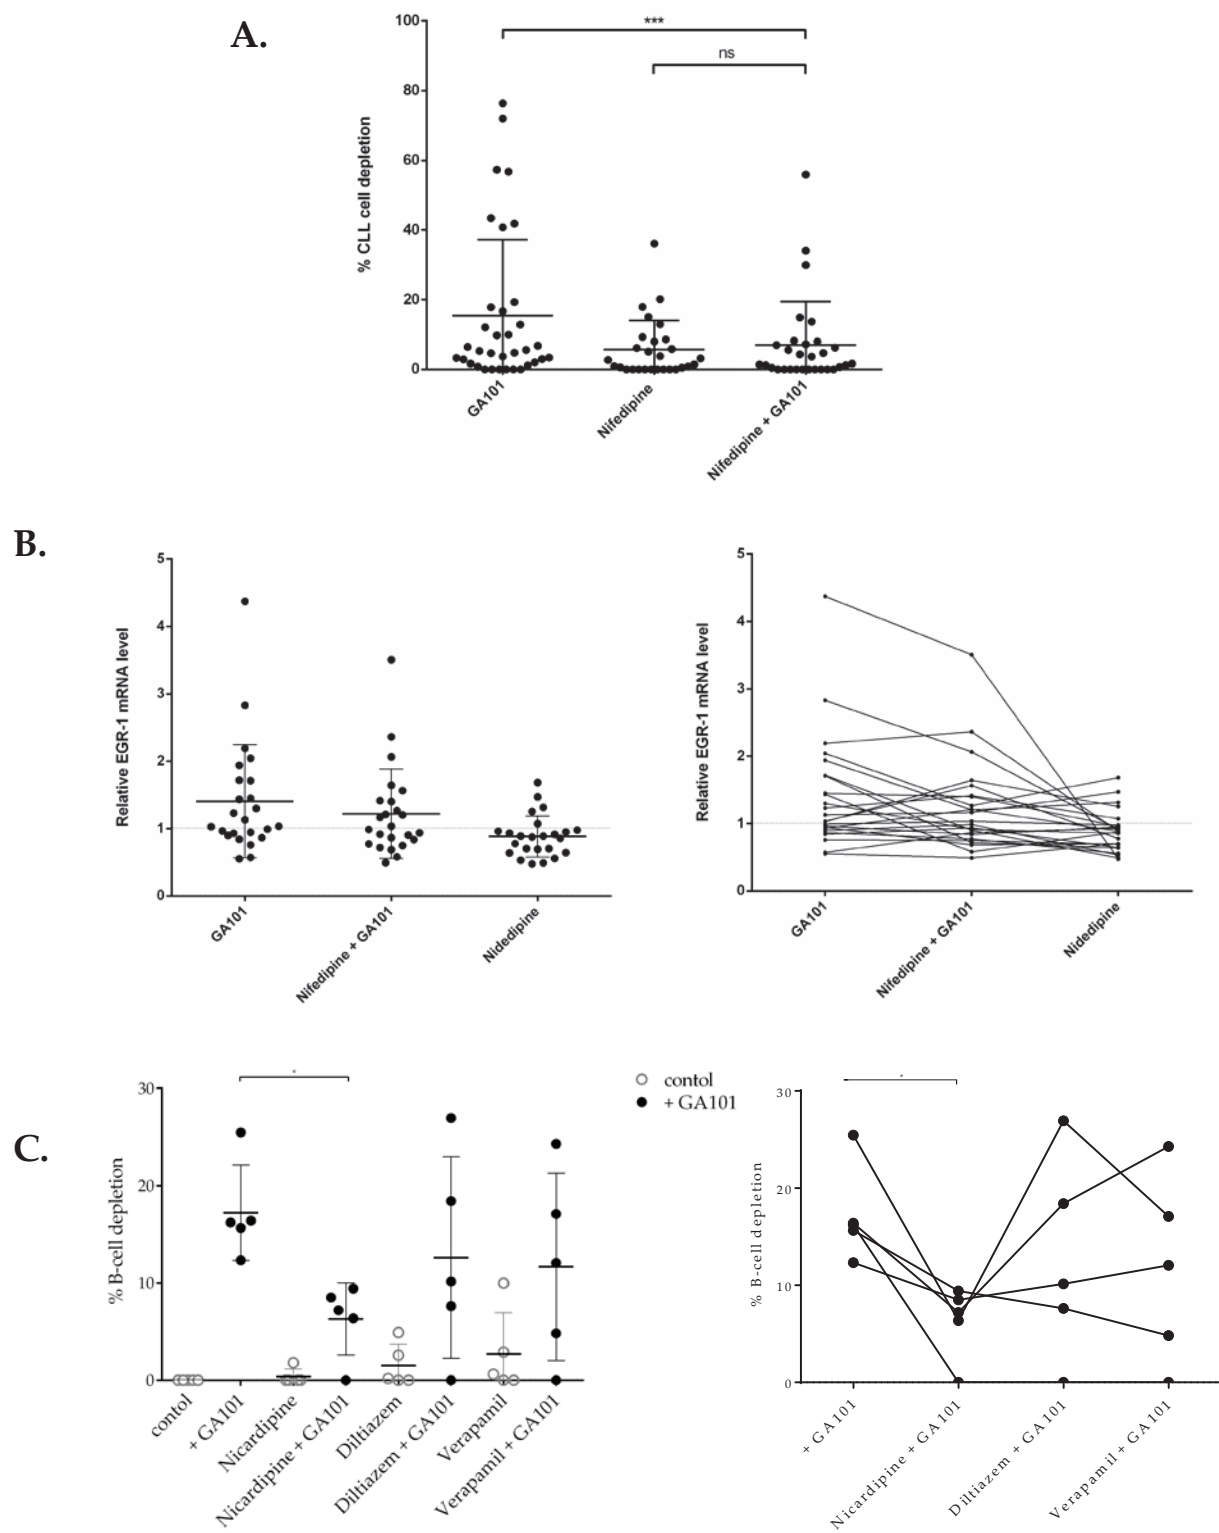 A.
100
80
60
40
20
0
% CLL cell depletion
***
ns
GA101
Nifedipine
Nifedipine + GA101
B.
5
4
3
2
1
0
Relative EGR-1 mRNA level
GA101
Nifedipine + GA101
Nidedipine
5
4
3
2
1
0
Relative EGR-1 mRNA level
GA101
Nifedipine + GA101
Nidedipine
C.
30
20
10
0
% B-cell depletion
*
contol
+ GA101
Nicardipine
Nicardipine + GA101
Diltiazem
Diltiazem + GA101
Verapamil
Verapamil + GA101
contol
+ GA101
30
20
10
0
% B-cell depletion
*
+ GA101
Nicardipine + GA101
Diltiazem + GA101
Verapamil + GA101